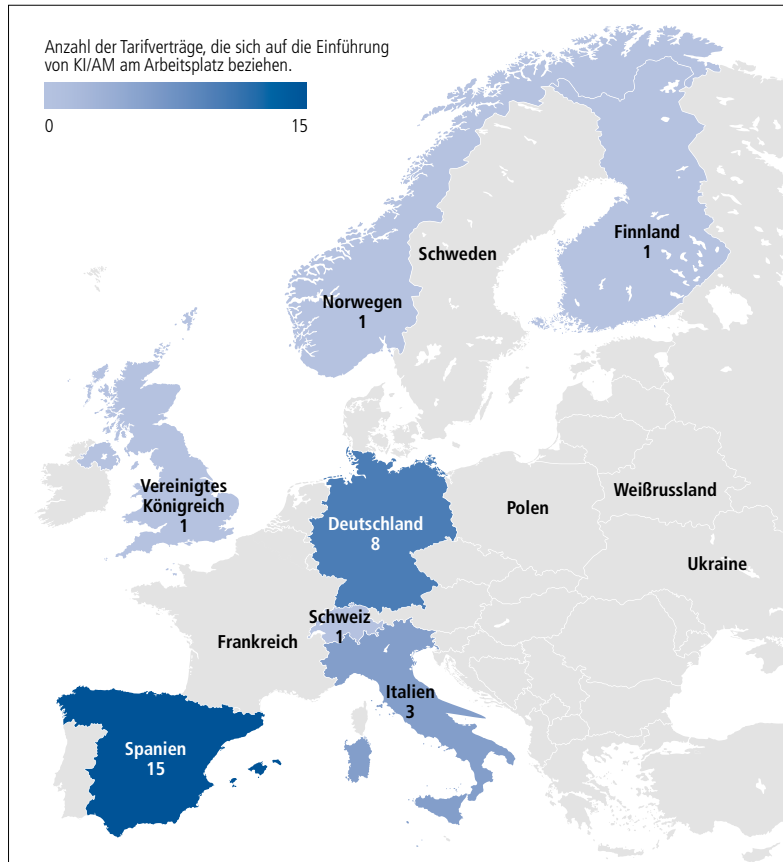 Anzahl der Tarifverträge, die sich auf die Einführung
von KI/AM am Arbeitsplatz beziehen.
0 15
Finnland
1
Schweden
Norwegen
1
Vereinigtes
Königreich
1
Deutschland
8
Polen
Weißrussland
Ukraine
Schweiz
1
Frankreich
Italien
3
Spanien
15